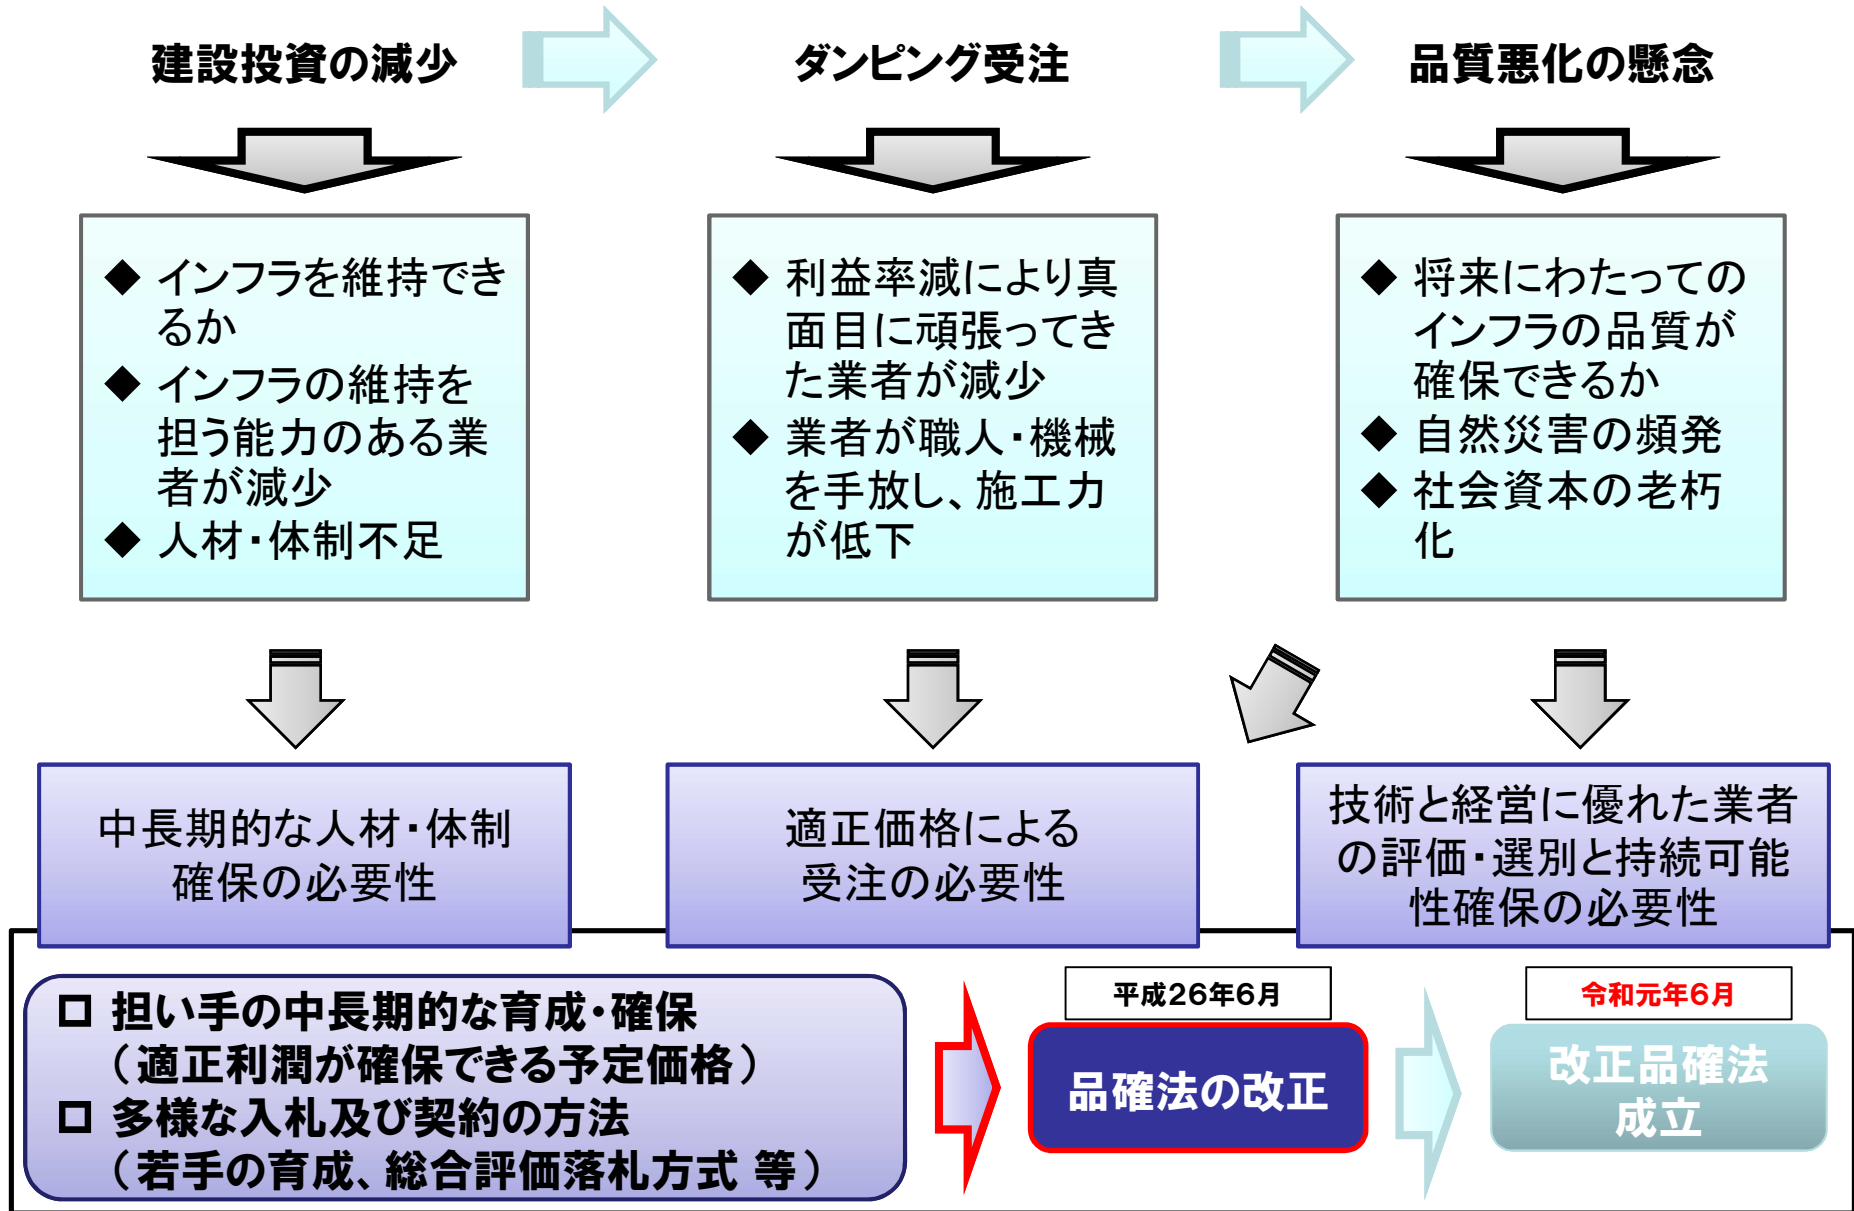 建設投資の減少
ダンピング受注
品質悪化の懸念
◆ インフラを維持でき
るか
◆ インフラの維持を
担う能力のある業
者が減少
◆ 人材・体制不足
◆ 利益率減により真
面目に頑張ってき
た業者が減少
◆ 業者が職人・機械
を手放し、施工力
が低下
◆ 将来にわたっての
インフラの品質が
確保できるか
◆ 自然災害の頻発
◆ 社会資本の老朽
化
中長期的な人材・体制
確保の必要性
適正価格による
受注の必要性
技術と経営に優れた業者
の評価・選別と持続可能
性確保の必要性
□ 担い手の中長期的な育成・確保
（適正利潤が確保できる予定価格）
□ 多様な入札及び契約の方法
（若手の育成、総合評価落札方式 等）
平成26年6月
品確法の改正
令和元年6月
改正品確法
成立